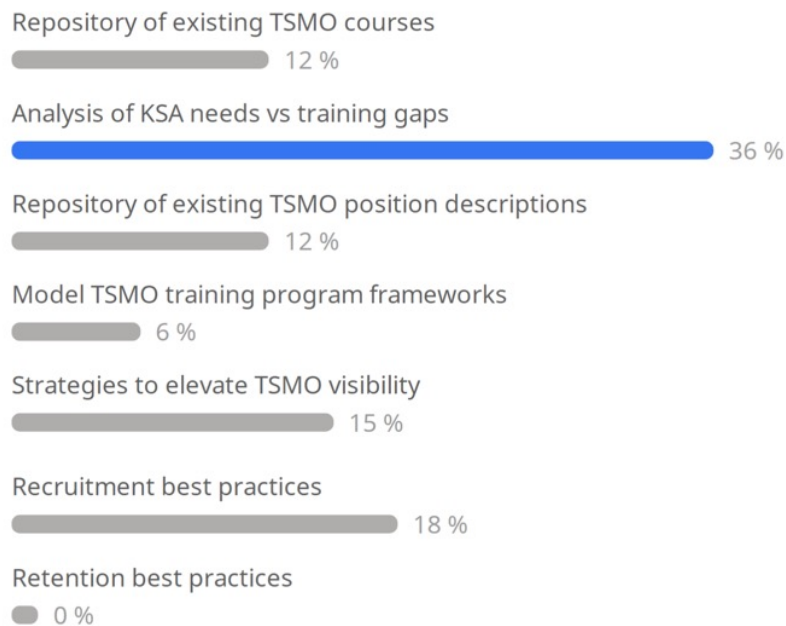 Repository of existing TSMO courses
12 %
Analysis of KSA needs vs training gaps
36 %
Repository of existing TSMO position descriptions
12 %
Model TSMO training program frameworks
6 %
Strategies to elevate TSMO visibility
15 %
Recruitment best practices
18 %
Retention best practices
0 %